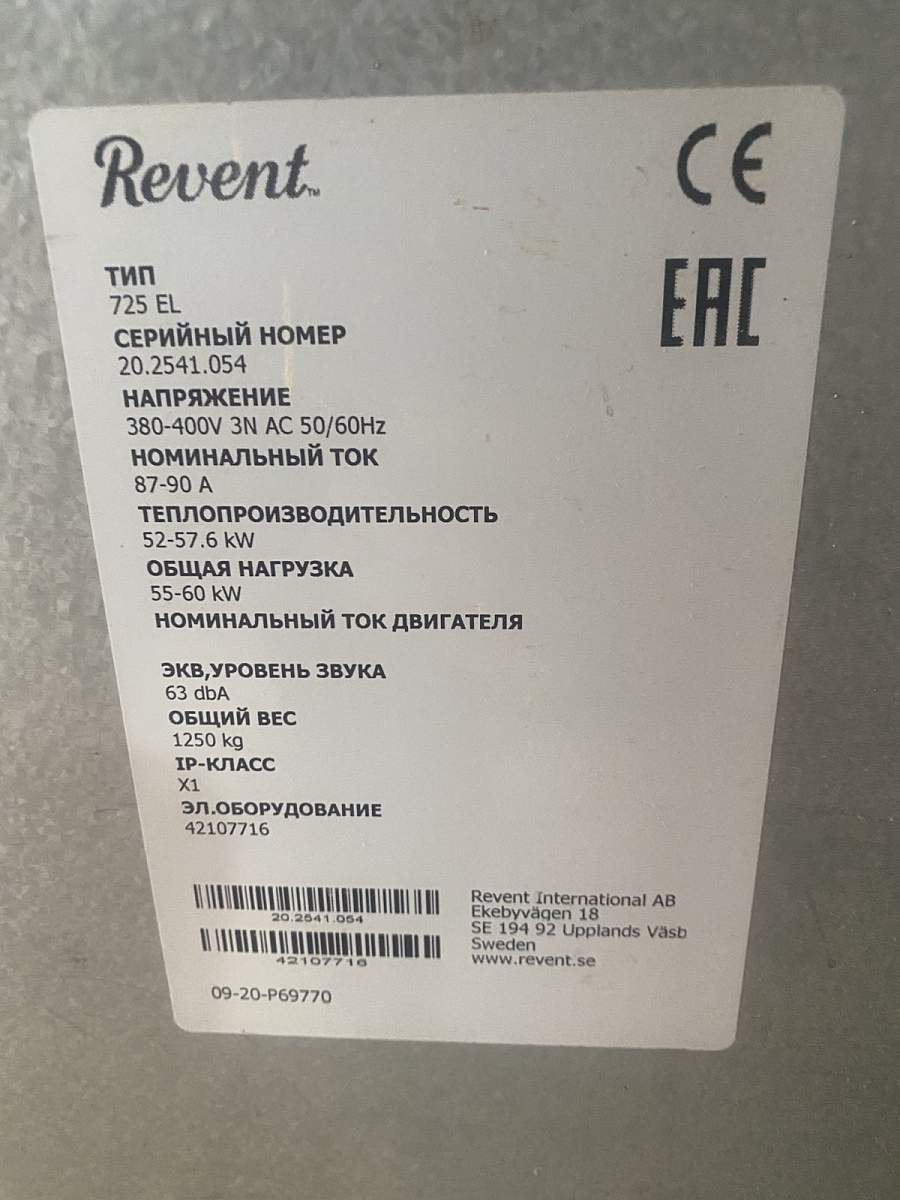 Revent™
CE
EAC
ТИП
725 EL
СЕРИЙНЫЙ НОМЕР
20.2541.054
НАПРЯЖЕНИЕ
380-400V 3N AC 50/60Hz
НОМИНАЛЬНЫЙ ТОК
87-90 A
ТЕПЛОПРОИЗВОДИТЕЛЬНОСТЬ
52-57.6 kW
ОБЩАЯ НАГРУЗКА
55-60 kW
НОМИНАЛЬНЫЙ ТОК ДВИГАТЕЛЯ
ЭКВ,УРОВЕНЬ ЗВУКА
63 dbA
ОБЩИЙ ВЕС
1250 kg
IP-КЛАСС
X1
ЭЛ.ОБОРУДОВАНИЕ
42107716
20.2541.054
42107716
09-20-P69770
Revent International AB
Ekebyvägen 18
SE 194 92 Upplands Väsb
Sweden
www.revent.se